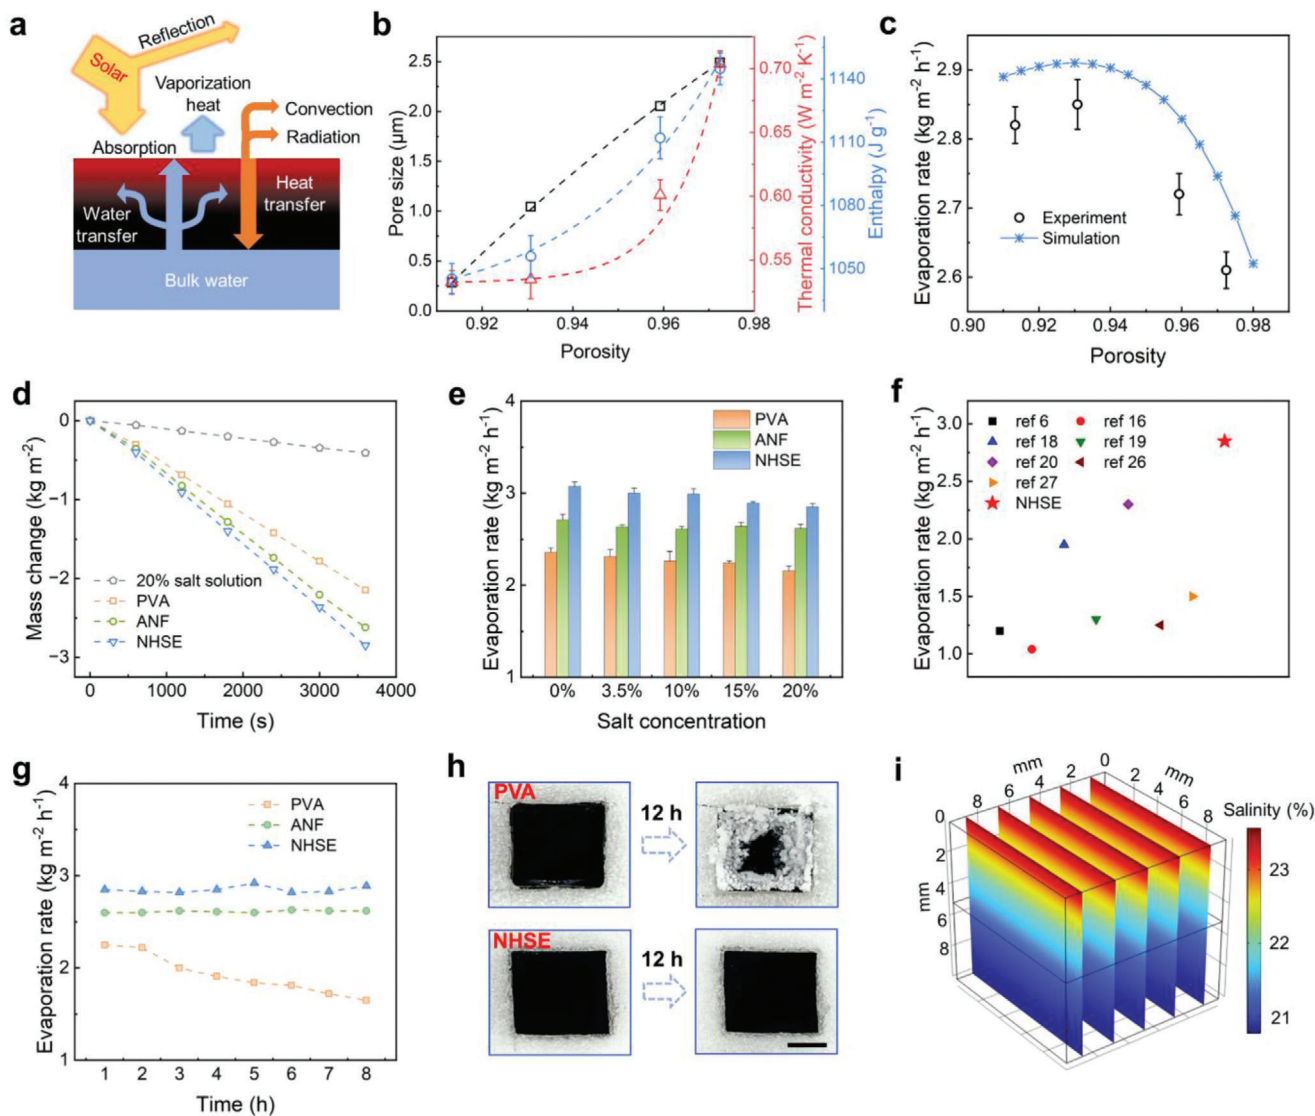 a
Solar
Reflection
Vaporization
heat
Convection
Radiation
Absorption
Water
transfer
Heat
transfer
Bulk water
b
Pore size (µm)
2.5
2.0
1.5
1.0
0.5
0.0
0.92
0.94
0.96
0.98
Porosity
0.70
0.65
0.60
0.55
Thermal conductivity (W m-2 K-1)
1140
1110
1080
1050
Enthalpy (J g-1)
c
Evaporation rate (kg m-2 h-1)
3.0
2.9
2.8
2.7
2.6
Experiment
Simulation
0.90
0.92
0.94
0.96
0.98
Porosity
d
Mass change (kg m-2)
0
−1
−2
−3
20% salt solution
PVA
ANF
NHSE
0
1000
2000
3000
4000
Time (s)
e
Evaporation rate (kg m-2 h-1)
4
3
2
1
PVA
ANF
NHSE
0%
3.5%
10%
15%
20%
Salt concentration
f
Evaporation rate (kg m-2 h-1)
3.0
2.5
2.0
1.5
1.0
ref 6
ref 16
ref 18
ref 19
ref 20
ref 26
ref 27
NHSE
g
Evaporation rate (kg m-2 h-1)
4
3
2
1
PVA
ANF
NHSE
1
2
3
4
5
6
7
8
Time (h)
h
PVA
12 h
NHSE
12 h
i
mm
0
2
4
6
8
mm
0
2
4
6
8
mm
0
2
4
6
8
Salinity (%)
23
22
21